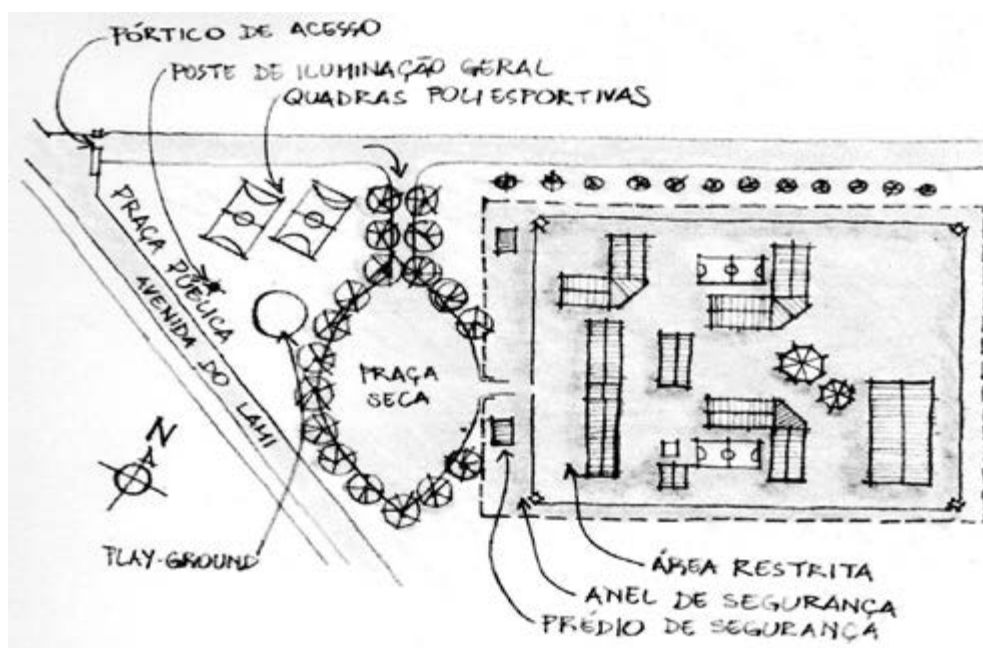 PÓRTICO DE ACESSO
POSTE DE ILUMINAÇÃO GERAL
QUADRAS POLIESPORTIVAS
PRAÇA PÚBLICA
AVENIDA DO LAMI
PRAÇA
SECA
N
PLAY-GROUND
ÁREA RESTRITA
ANEL DE SEGURANÇA
PRÉDIO DE SEGURANÇA